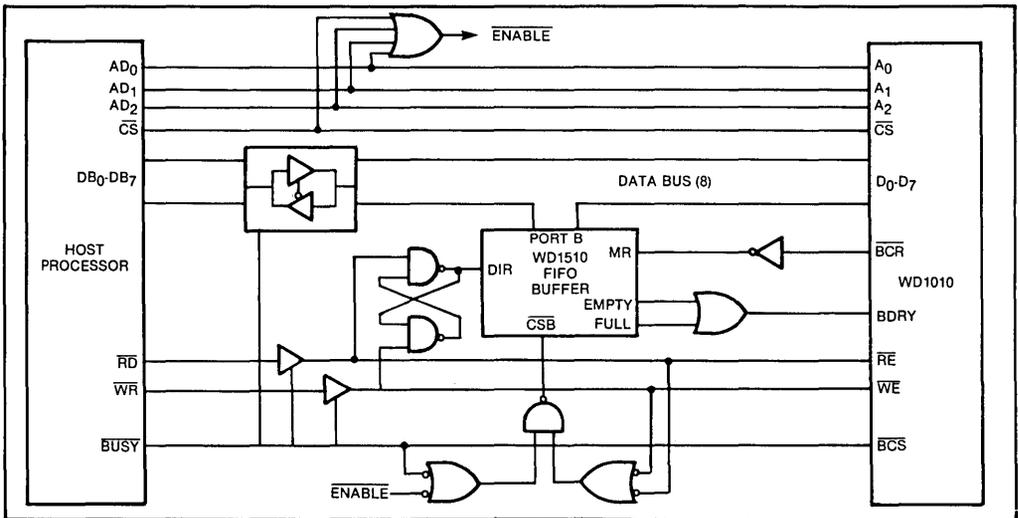 ENABLE
AD0
AD1
AD2
CS
DB0-DB7
HOST
PROCESSOR
RD
WR
BUSY
DATA BUS (8)
PORT B
WD1510
FIFO
BUFFER
DIR
MR
EMPTY
FULL
CSB
ENABLE
A0
A1
A2
CS
D0-D7
BCR
WD1010
BDRY
RE
WE
BCS